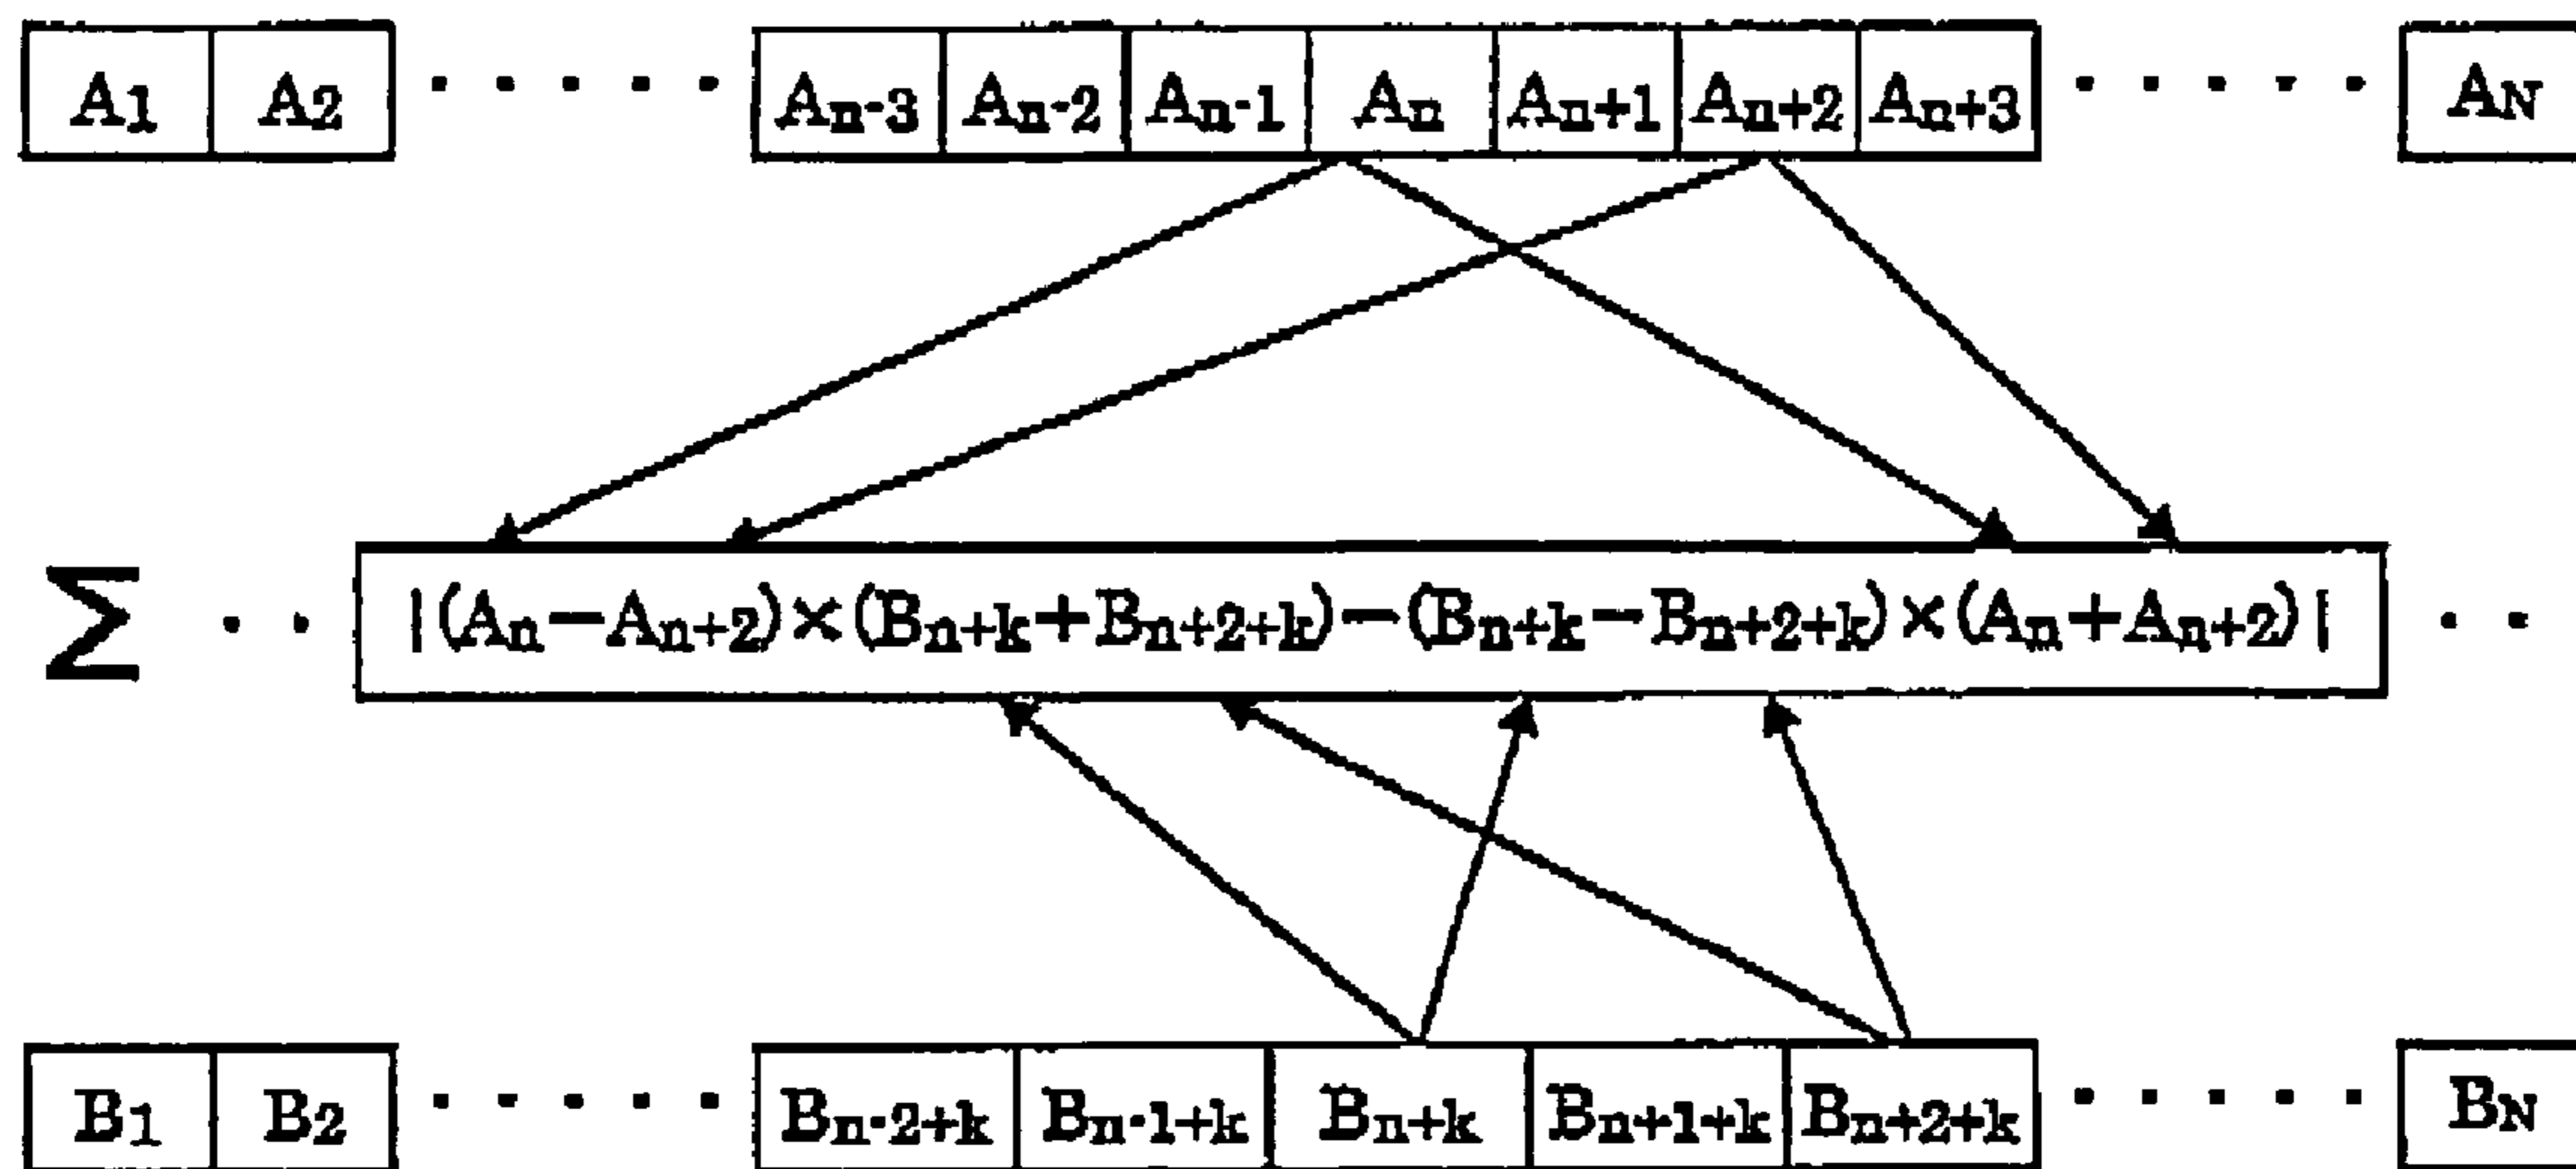 A1 A2 · · · · · An-3 An-2 An-1 An An+1 An+2 An+3 · · · · · AN
Σ · · |(An−An+2)×(Bn+k+Bn+2+k)−(Bn+k−Bn+2+k)×(An+An+2)| · ·
B1 B2 · · · · · Bn-2+k Bn-1+k Bn+k Bn+1+k Bn+2+k · · · · · BN